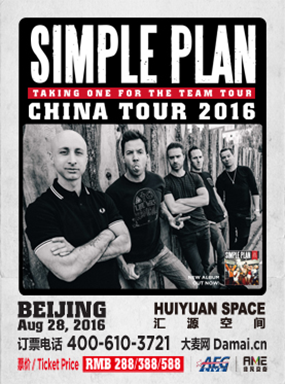 SIMPLE PLAN
TAKING ONE FOR THE TEAM TOUR
CHINA TOUR 2016
SIMPLE PLAN
NEW ALBUM
OUT NOW!
BEIJING
Aug 28, 2016
HUIYUAN SPACE
汇源空间
订票电话 400-610-3721 大麦网 Damai.cn
票价 / Ticket Price RMB 288/388/588
AEG